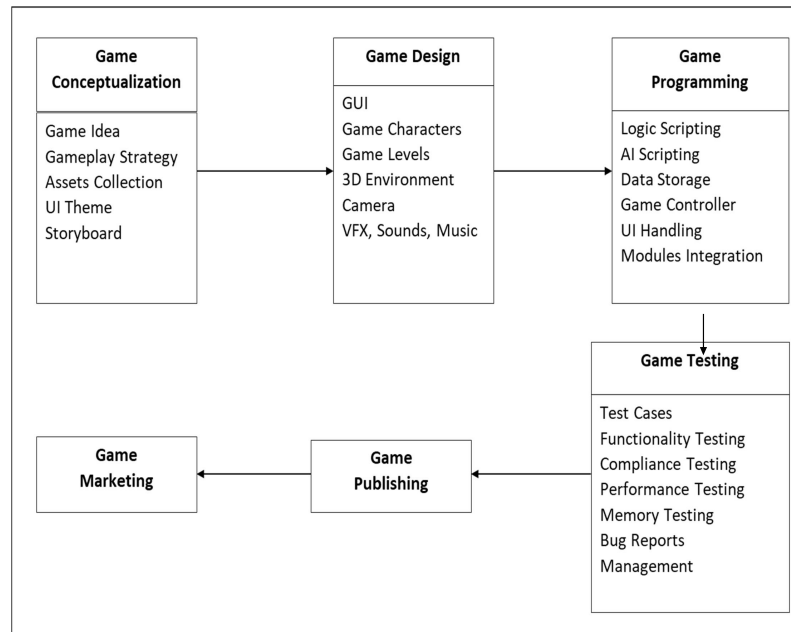 Game
Conceptualization
Game Idea
Gameplay Strategy
Assets Collection
UI Theme
Storyboard
Game Design
GUI
Game Characters
Game Levels
3D Environment
Camera
VFX, Sounds, Music
Game
Programming
Logic Scripting
AI Scripting
Data Storage
Game Controller
UI Handling
Modules Integration
Game Testing
Test Cases
Functionality Testing
Compliance Testing
Performance Testing
Memory Testing
Bug Reports
Management
Game
Publishing
Game
Marketing